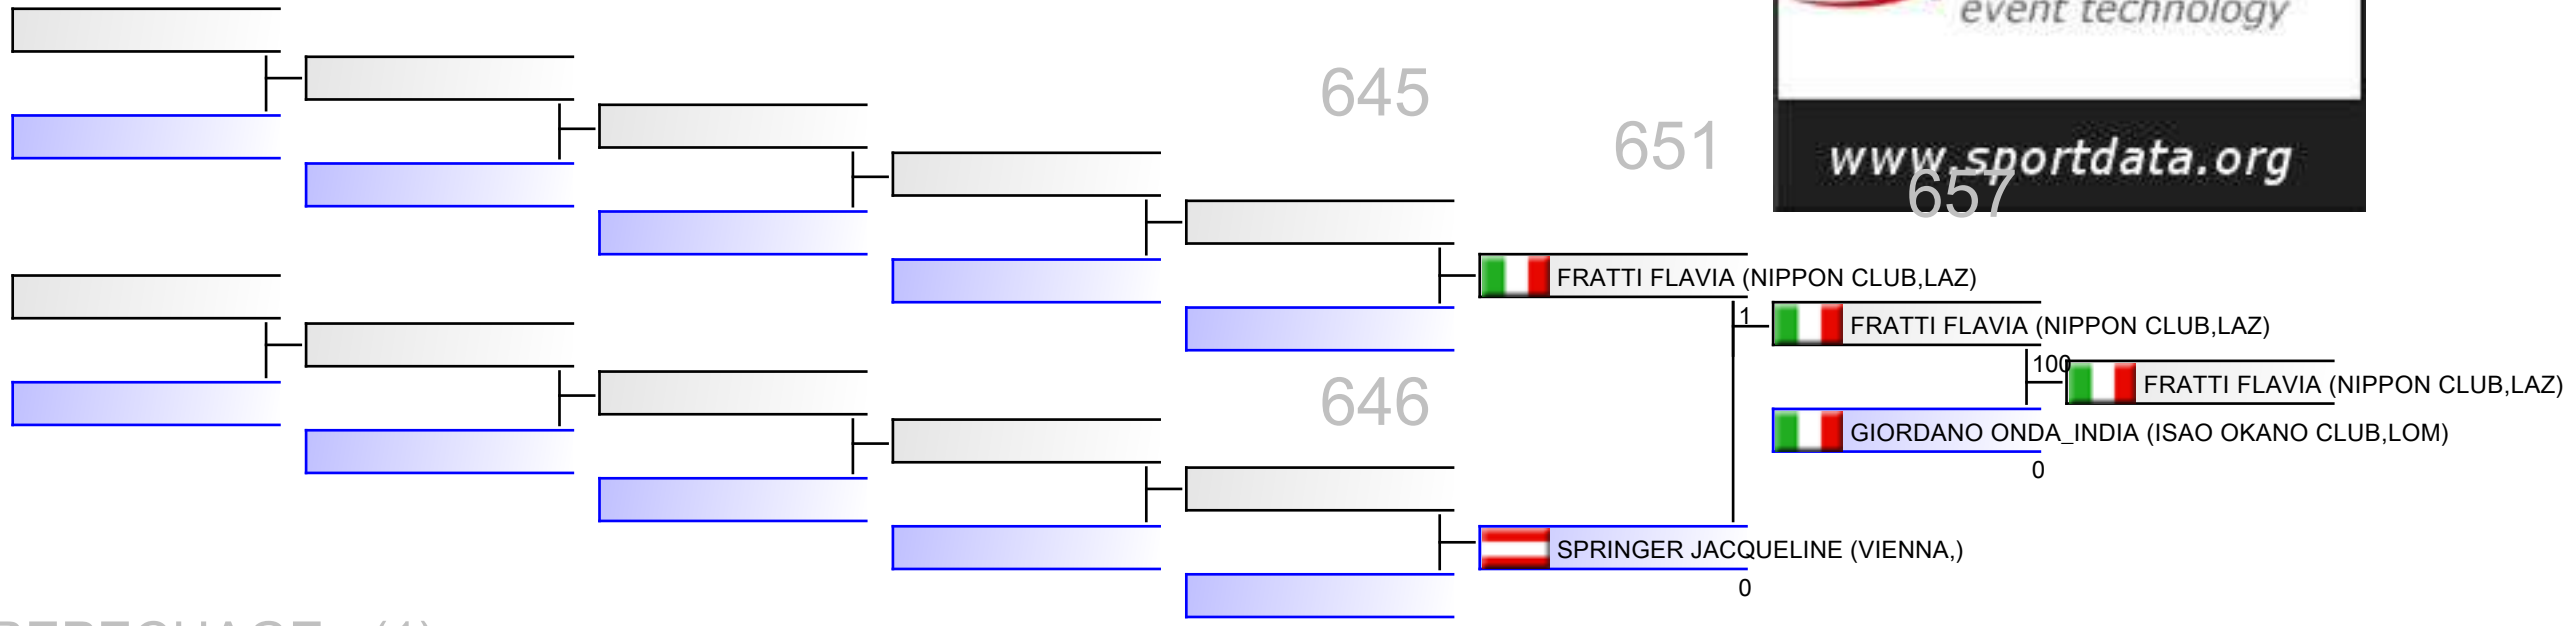 event technology
645
651
www.sportdata.org
657
FRATTI FLAVIA (NIPPON CLUB,LAZ)
1
FRATTI FLAVIA (NIPPON CLUB,LAZ)
100
FRATTI FLAVIA (NIPPON CLUB,LAZ)
646
GIORDANO ONDA_INDIA (ISAO OKANO CLUB,LOM)
0
SPRINGER JACQUELINE (VIENNA,)
0